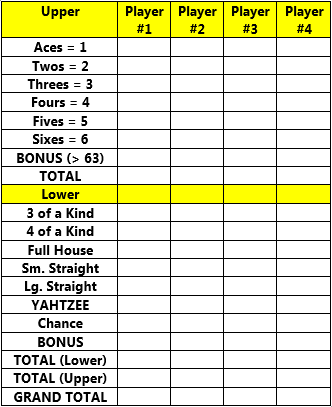 Upper Player #1 Player #2 Player #3 Player #4
Aces = 1
Twos = 2
Threes = 3
Fours = 4
Fives = 5
Sixes = 6
BONUS (> 63)
TOTAL
Lower
3 of a Kind
4 of a Kind
Full House
Sm. Straight
Lg. Straight
YAHTZEE
Chance
BONUS
TOTAL (Lower)
TOTAL (Upper)
GRAND TOTAL